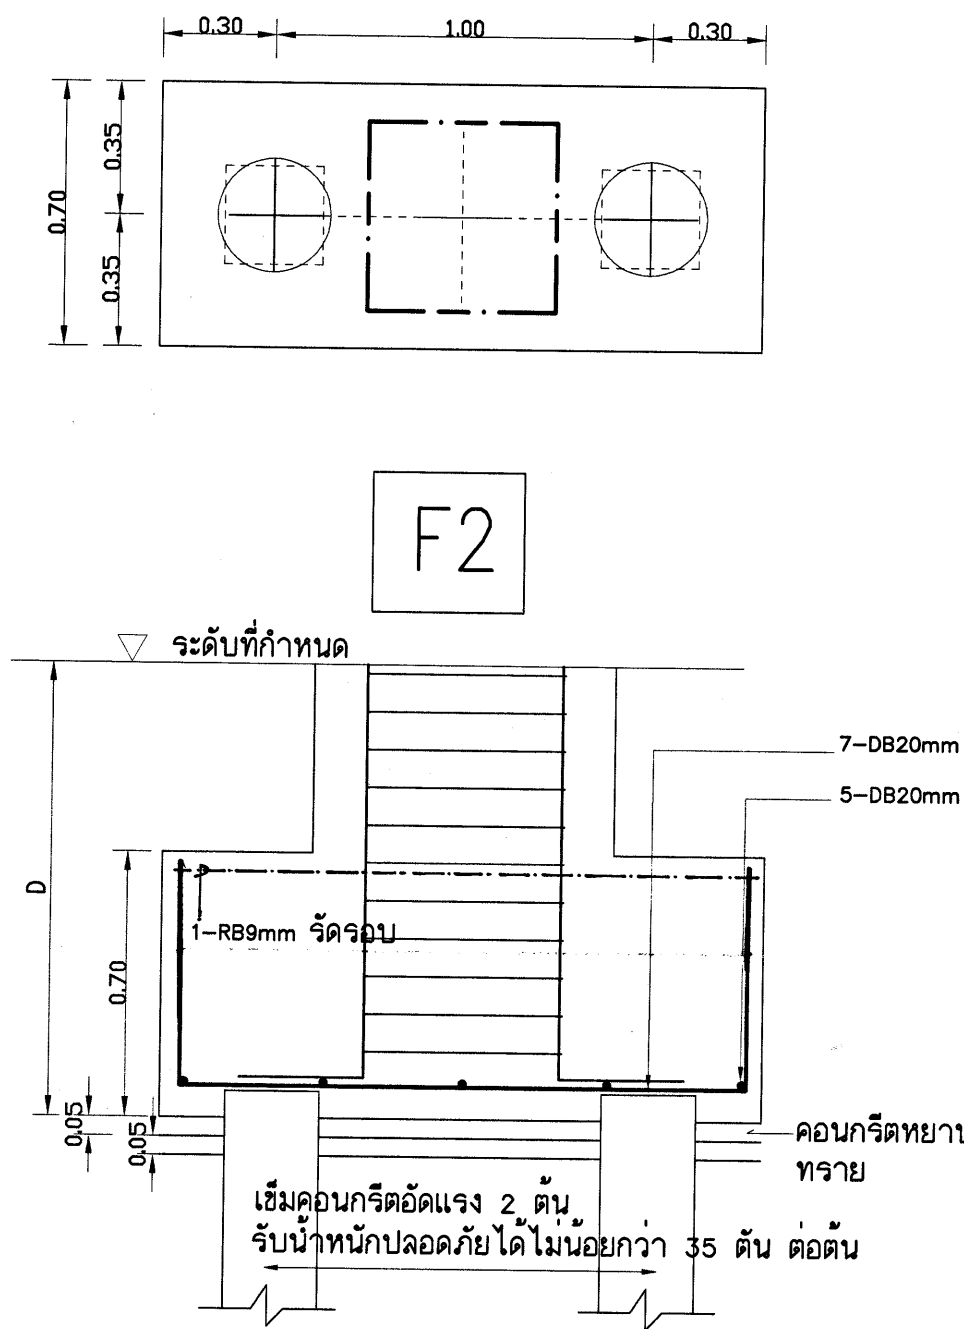 0.30 1.00 0.30
0.35
0.70
0.35
F2
ระดับที่กำหนด
7-DB20mm
5-DB20mm
D
1-RB9mm รัดรอบ
0.70
0.05
0.05
คอนกรีตหยาบ
ทราย
เข็มคอนกรีตอัดแรง 2 ต้น
รับน้ำหนักปลอดภัยได้ไม่น้อยกว่า 35 ตัน ต่อต้น